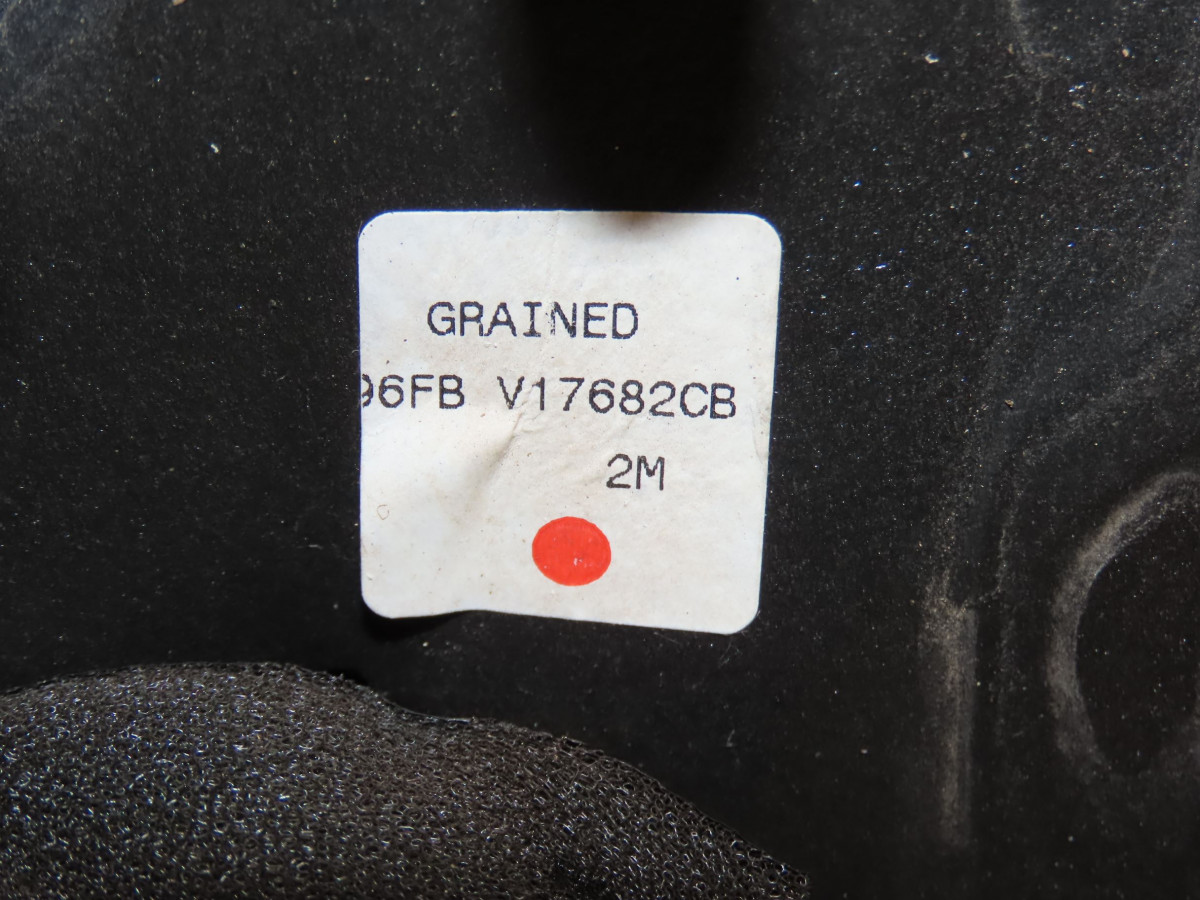 GRAINED
96FB V17682CB
2M